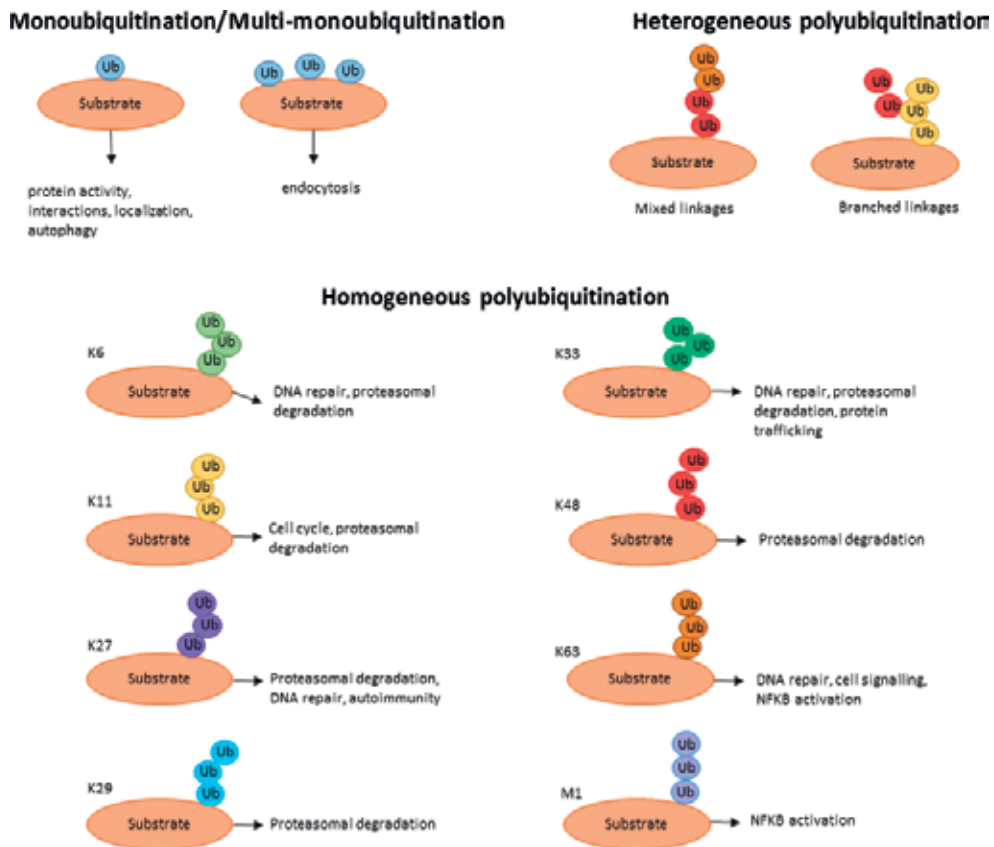 Monoubiquitination/Multi-monoubiquitination
Ub
Substrate
protein activity,
interactions, localization,
autophagy
Ub Ub Ub
Substrate
endocytosis
Heterogeneous polyubiquitination
Ub
Ub
Ub
Ub
Substrate
Mixed linkages
Ub
Ub
Ub
Ub
Ub
Substrate
Branched linkages
Homogeneous polyubiquitination
K6
Ub
Ub
Ub
Substrate
DNA repair, proteasomal
degradation
K33
Ub
Ub
Ub
Substrate
DNA repair, proteasomal
degradation, protein
trafficking
K11
Ub
Ub
Ub
Substrate
Cell cycle, proteasomal
degradation
K48
Ub
Ub
Ub
Substrate
Proteasomal degradation
K27
Ub
Ub
Ub
Substrate
Proteasomal degradation,
DNA repair, autoimmunity
K63
Ub
Ub
Ub
Substrate
DNA repair, cell signalling,
NFKB activation
K29
Ub
Ub
Ub
Substrate
Proteasomal degradation
M1
Ub
Ub
Ub
Substrate
NFKB activation